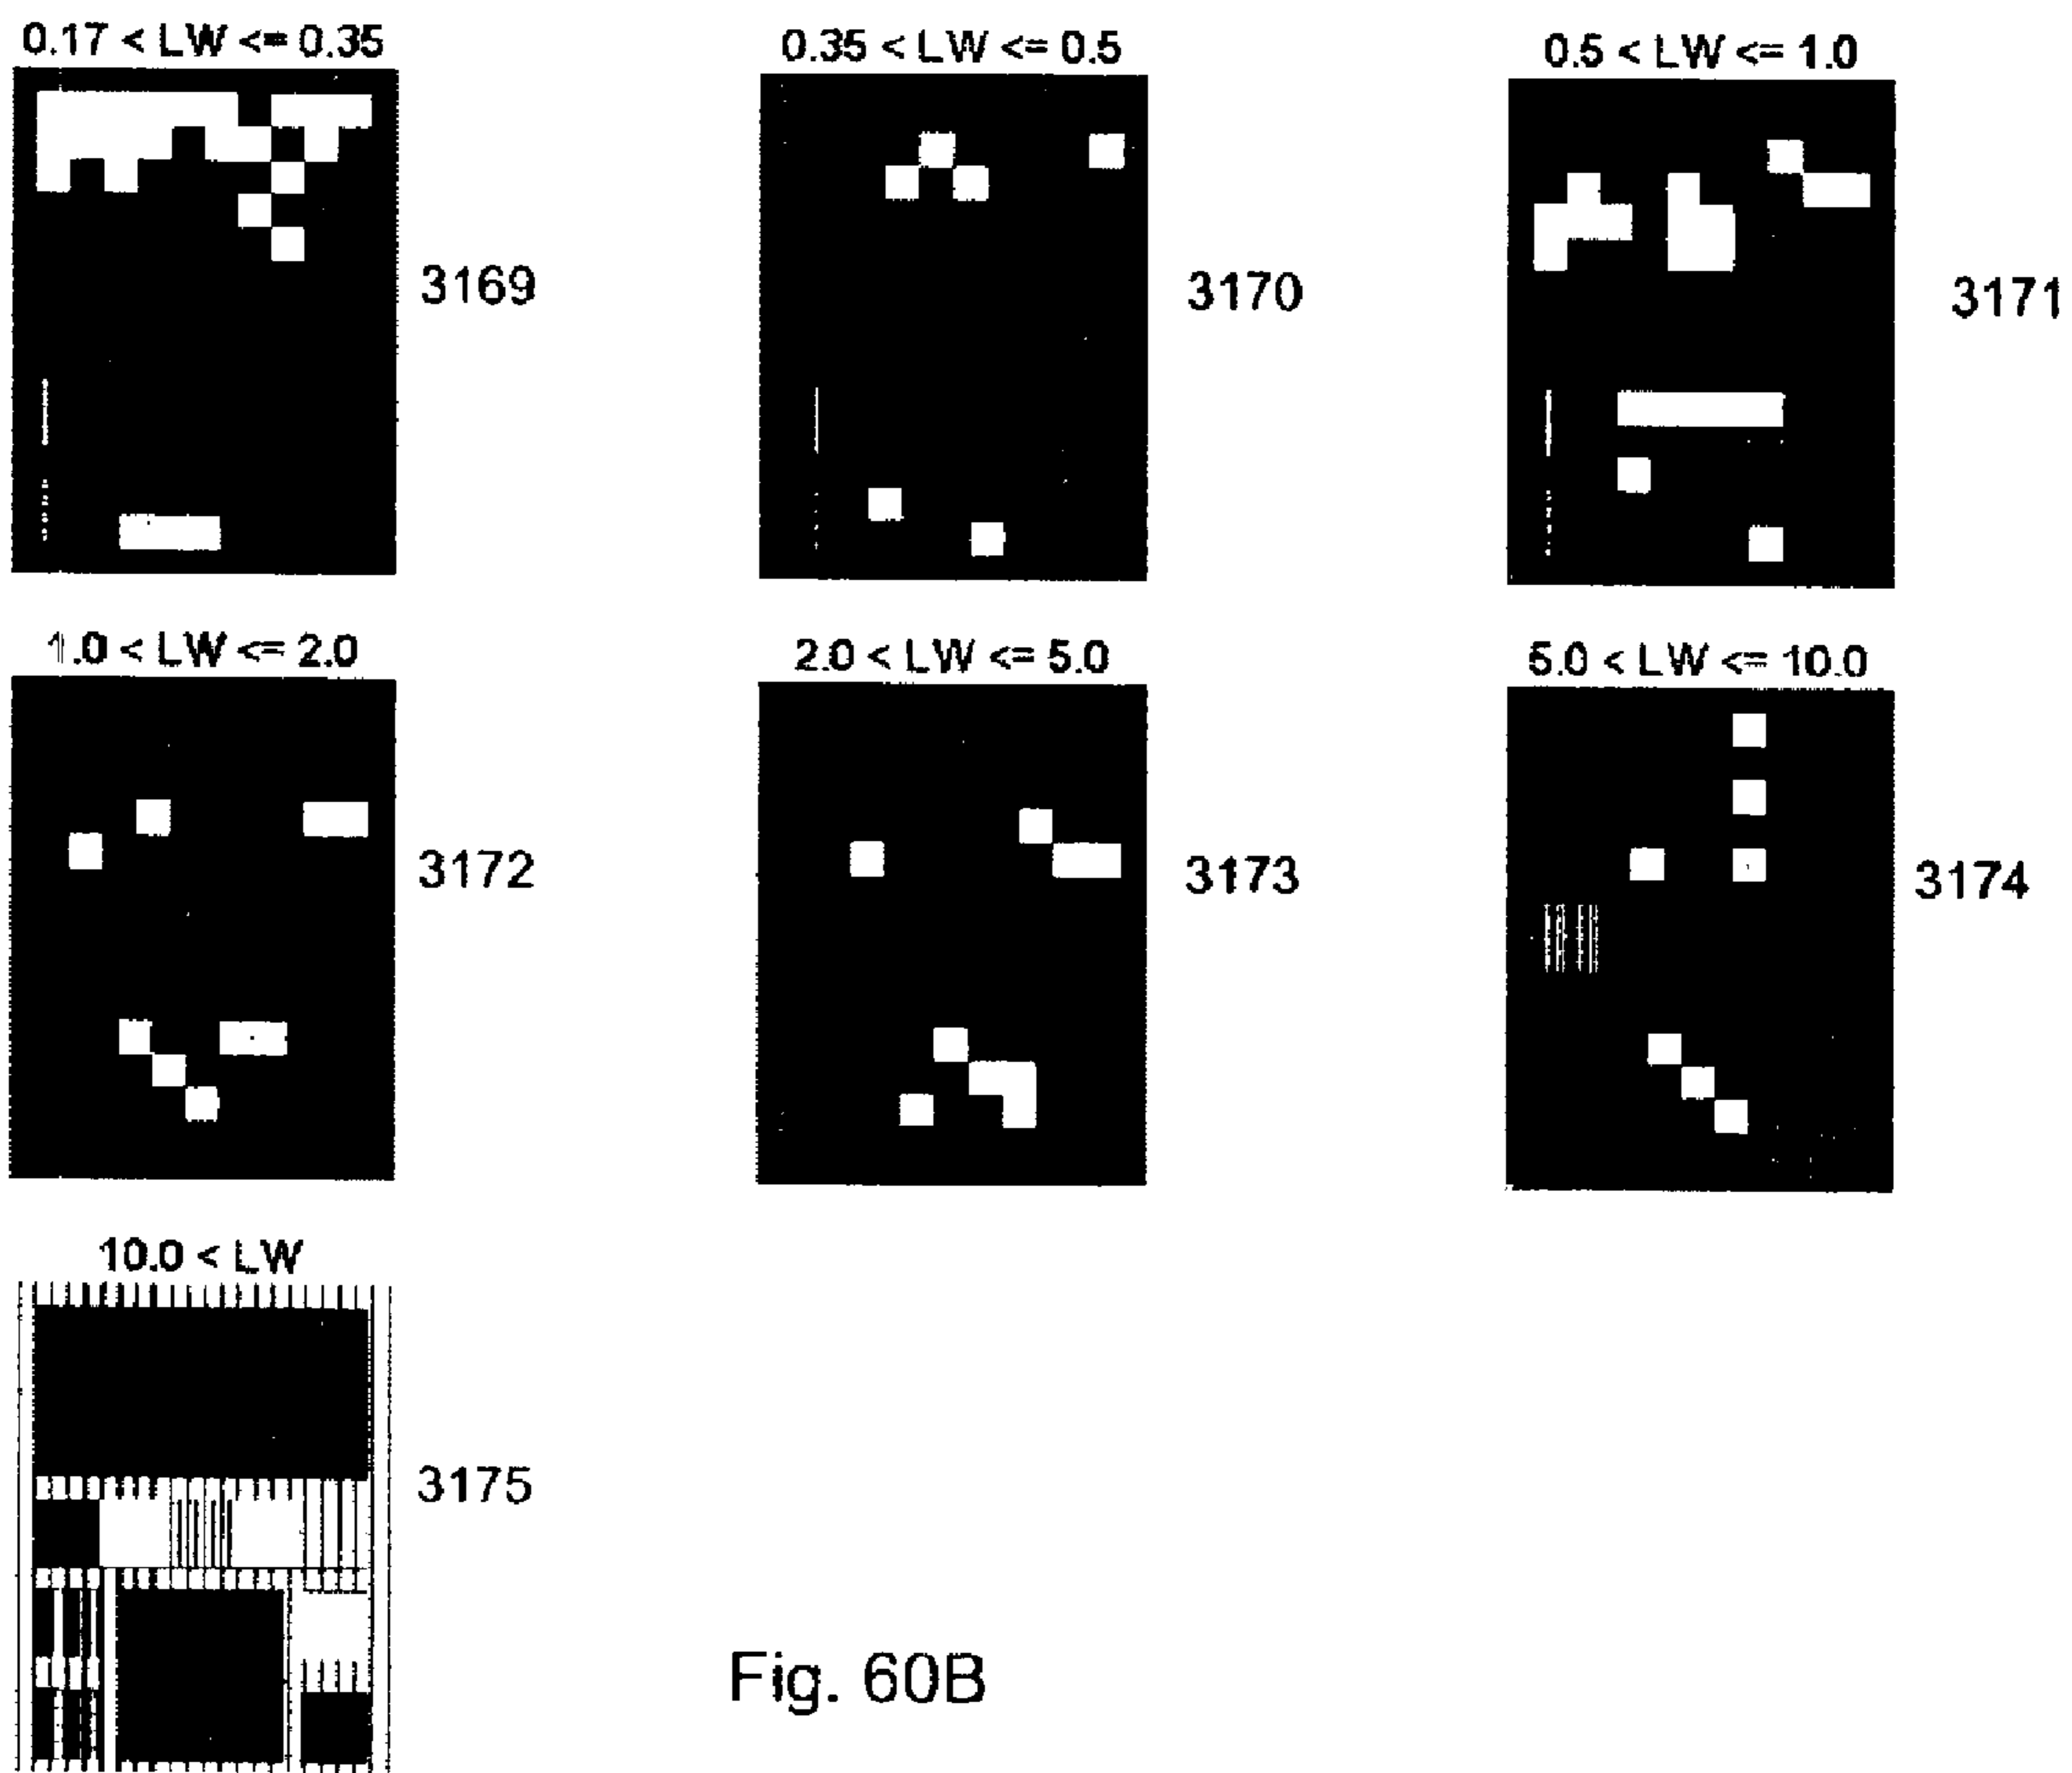 0.17 < LW <= 0.35
0.35 < LW <= 0.5
0.5 < LW <= 1.0
3169
3170
3171
1.0 < LW <= 2.0
2.0 < LW <= 5.0
5.0 < LW <= 10.0
3172
3173
3174
10.0 < LW
3175
Fig. 60B